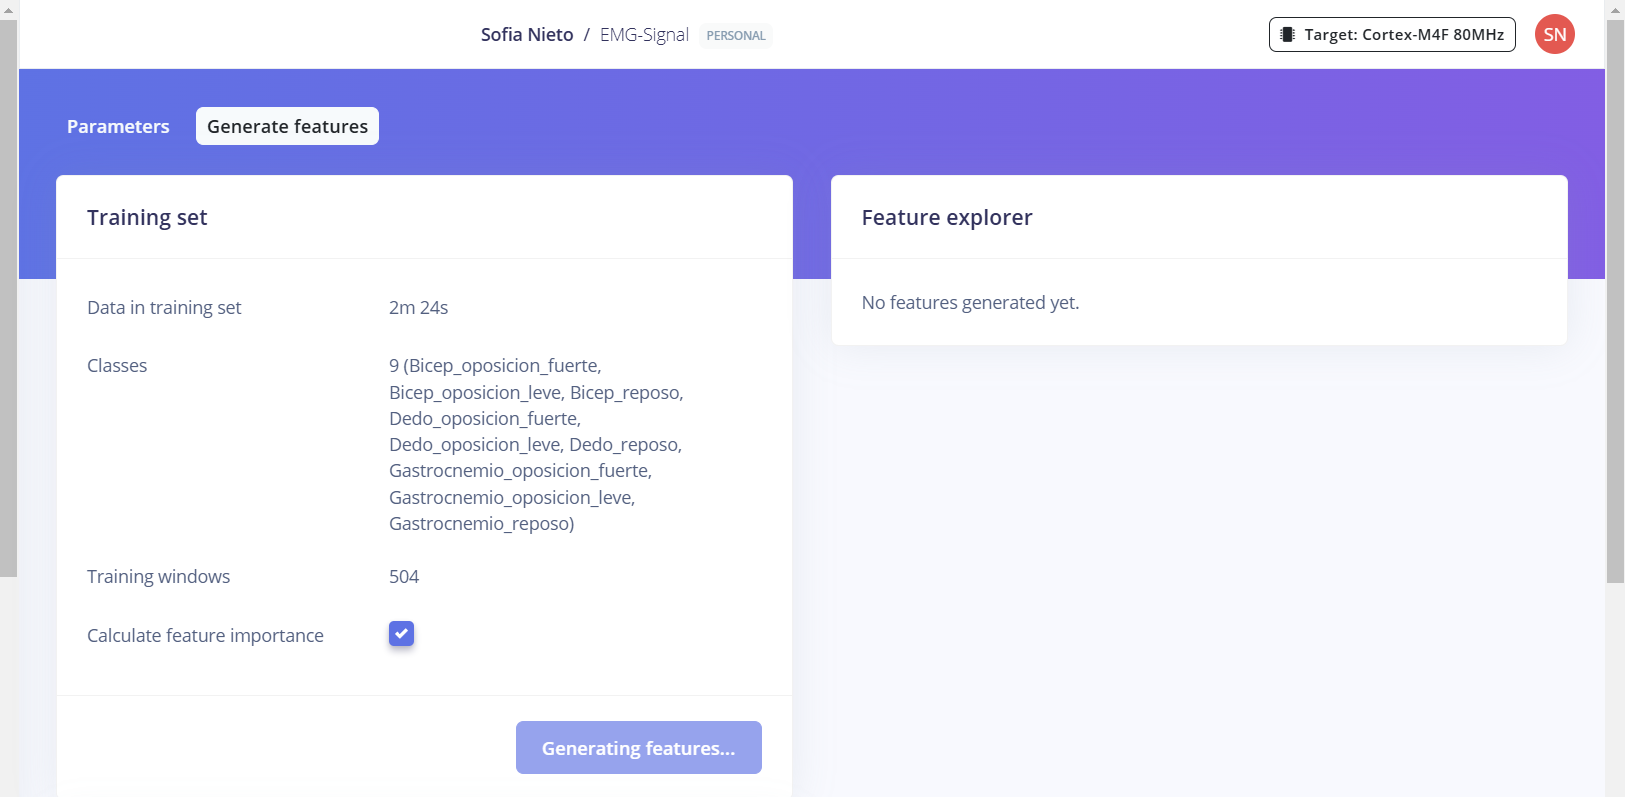 Sofia Nieto / EMG-Signal PERSONAL
Target: Cortex-M4F 80MHz
SN
Parameters
Generate features
Training set
Data in training set
2m 24s
Classes
9 (Bicep_oposicion_fuerte,
Bicep_oposicion_leve, Bicep_reposo,
Dedo_oposicion_fuerte,
Dedo_oposicion_leve, Dedo_reposo,
Gastrocnemio_oposicion_fuerte,
Gastrocnemio_oposicion_leve,
Gastrocnemio_reposo)
Training windows
504
Calculate feature importance
Generating features...
Feature explorer
No features generated yet.